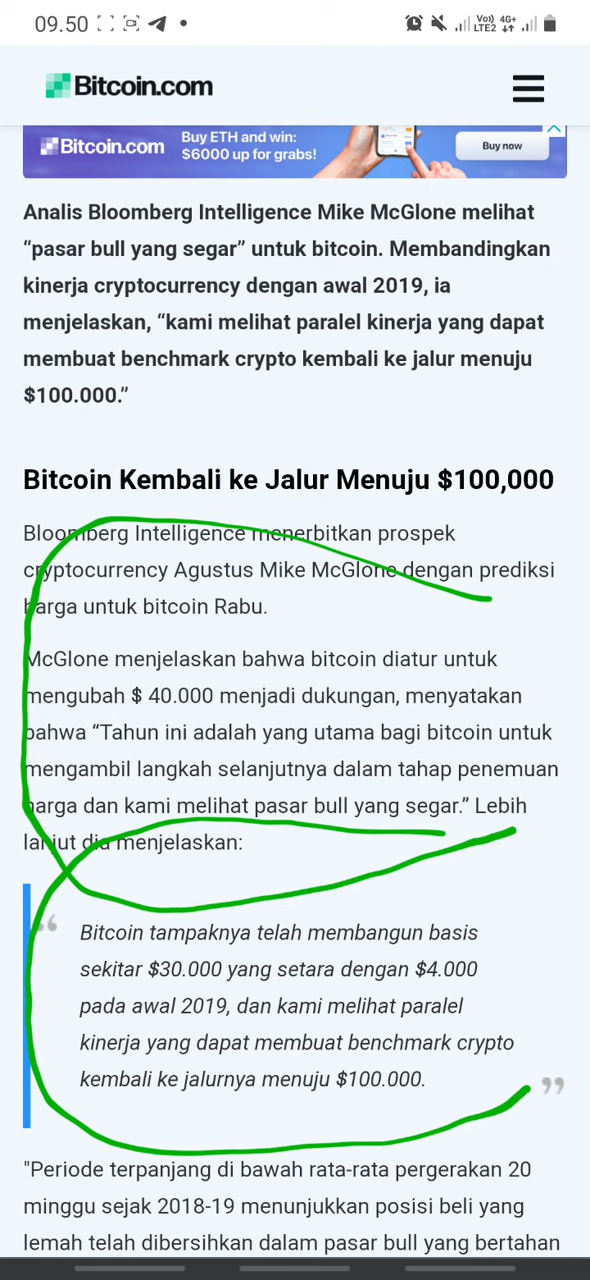 09.50
Vo)) 4G+
LTE2
Bitcoin.com
Bitcoin.com
Buy ETH and win:
$6000 up for grabs!
Buy now
Analis Bloomberg Intelligence Mike McGlone melihat
“pasar bull yang segar” untuk bitcoin. Membandingkan
kinerja cryptocurrency dengan awal 2019, ia
menjelaskan, “kami melihat paralel kinerja yang dapat
membuat benchmark crypto kembali ke jalur menuju
$100.000.”
Bitcoin Kembali ke Jalur Menuju $100,000
Bloomberg Intelligence menerbitkan prospek
cryptocurrency Agustus Mike McGlone dengan prediksi
harga untuk bitcoin Rabu.
McGlone menjelaskan bahwa bitcoin diatur untuk
mengubah $ 40.000 menjadi dukungan, menyatakan
bahwa “Tahun ini adalah yang utama bagi bitcoin untuk
mengambil langkah selanjutnya dalam tahap penemuan
harga dan kami melihat pasar bull yang segar.” Lebih
lanjut dia menjelaskan:
“
Bitcoin tampaknya telah membangun basis
sekitar $30.000 yang setara dengan $4.000
pada awal 2019, dan kami melihat paralel
kinerja yang dapat membuat benchmark crypto
kembali ke jalurnya menuju $100.000.
”
"Periode terpanjang di bawah rata-rata pergerakan 20
minggu sejak 2018-19 menunjukkan posisi beli yang
lemah telah dibersihkan dalam pasar bull yang bertahan